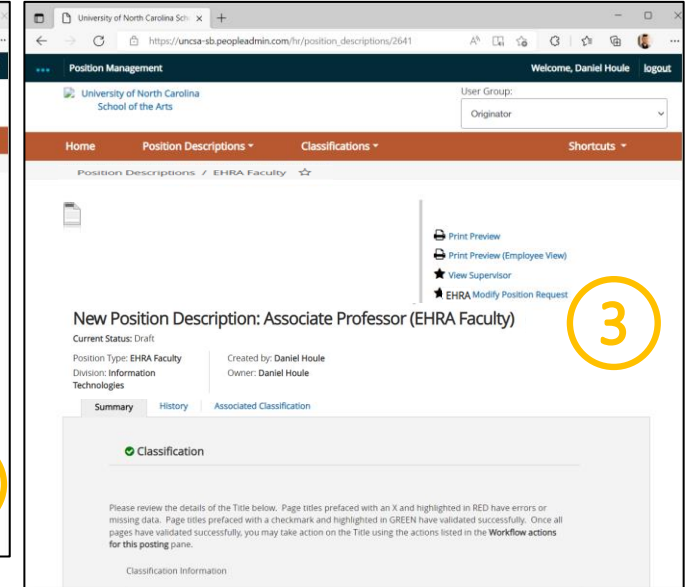 University of North Carolina Sch
https://uncsa-sb.peopleadmin.com/hr/position_descriptions/2641
Position Management
Welcome, Daniel Houle logout
University of North Carolina
School of the Arts
User Group:
Originator
Home Position Descriptions Classifications Shortcuts
Position Descriptions / EHRA Faculty
Print Preview
Print Preview (Employee View)
View Supervisor
EHRA Modify Position Request
3
New Position Description: Associate Professor (EHRA Faculty)
Current Status: Draft
Position Type: EHRA Faculty Created by: Daniel Houle
Division: Information Owner: Daniel Houle
Technologies
Summary History Associated Classification
Classification
Please review the details of the Title below. Page titles prefaced with an X and highlighted in RED have errors or
missing data. Page titles prefaced with a checkmark and highlighted in GREEN have validated successfully. Once all
pages have validated successfully, you may take action on the Title using the actions listed in the Workflow actions
for this posting pane.
Classification Information